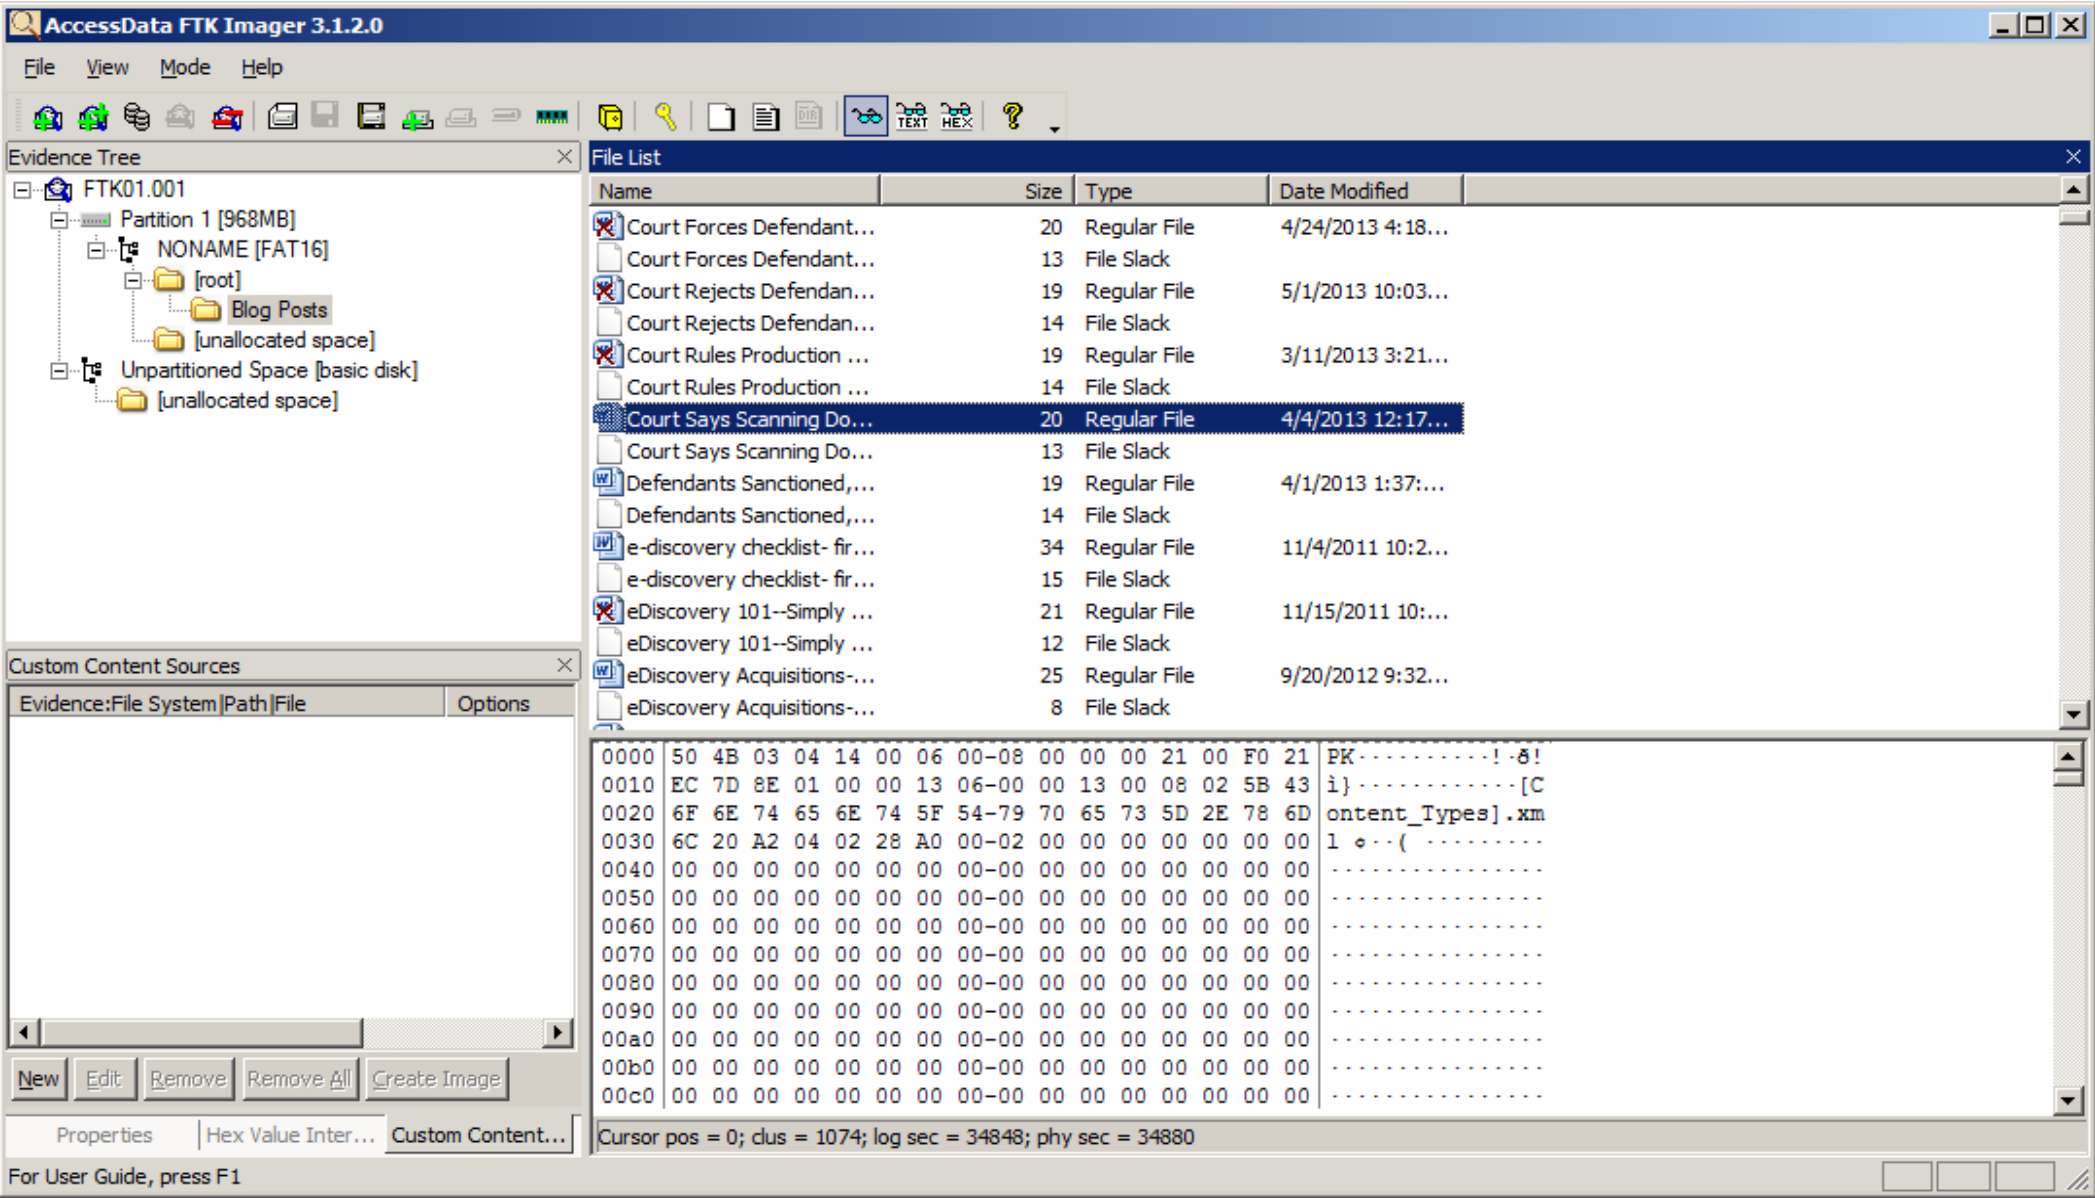 AccessData FTK Imager 3.1.2.0
File View Mode Help
TEXT HEX DIR
Evidence Tree
FTK01.001
Partition 1 [968MB]
NONAME [FAT16]
[root]
Blog Posts
[unallocated space]
Unpartitioned Space [basic disk]
[unallocated space]
Custom Content Sources
Evidence:File System|Path|File Options
New Edit Remove Remove All Create Image
Properties Hex Value Inter... Custom Content...
File List
Name Size Type Date Modified
Court Forces Defendant... 20 Regular File 4/24/2013 4:18...
Court Forces Defendant... 13 File Slack
Court Rejects Defendan... 19 Regular File 5/1/2013 10:03...
Court Rejects Defendan... 14 File Slack
Court Rules Production ... 19 Regular File 3/11/2013 3:21...
Court Rules Production ... 14 File Slack
Court Says Scanning Do... 20 Regular File 4/4/2013 12:17...
Court Says Scanning Do... 13 File Slack
Defendants Sanctioned,... 19 Regular File 4/1/2013 1:37:...
Defendants Sanctioned,... 14 File Slack
e-discovery checklist- fir... 34 Regular File 11/4/2011 10:2...
e-discovery checklist- fir... 15 File Slack
eDiscovery 101--Simply ... 21 Regular File 11/15/2011 10:...
eDiscovery 101--Simply ... 12 File Slack
eDiscovery Acquisitions-... 25 Regular File 9/20/2012 9:32...
eDiscovery Acquisitions-... 8 File Slack
0000 50 4B 03 04 14 00 06 00-08 00 00 00 21 00 F0 21 PK··········!·ð!
0010 EC 7D 8E 01 00 00 13 06-00 00 13 00 08 02 5B 43 ì}············[C
0020 6F 6E 74 65 6E 74 5F 54-79 70 65 73 5D 2E 78 6D ontent_Types].xm
0030 6C 20 A2 04 02 28 A0 00-02 00 00 00 00 00 00 00 l ¢··( ·········
0040 00 00 00 00 00 00 00 00-00 00 00 00 00 00 00 00 ················
0050 00 00 00 00 00 00 00 00-00 00 00 00 00 00 00 00 ················
0060 00 00 00 00 00 00 00 00-00 00 00 00 00 00 00 00 ················
0070 00 00 00 00 00 00 00 00-00 00 00 00 00 00 00 00 ················
0080 00 00 00 00 00 00 00 00-00 00 00 00 00 00 00 00 ················
0090 00 00 00 00 00 00 00 00-00 00 00 00 00 00 00 00 ················
00a0 00 00 00 00 00 00 00 00-00 00 00 00 00 00 00 00 ················
00b0 00 00 00 00 00 00 00 00-00 00 00 00 00 00 00 00 ················
00c0 00 00 00 00 00 00 00 00-00 00 00 00 00 00 00 00 ················
Cursor pos = 0; clus = 1074; log sec = 34848; phy sec = 34880
For User Guide, press F1